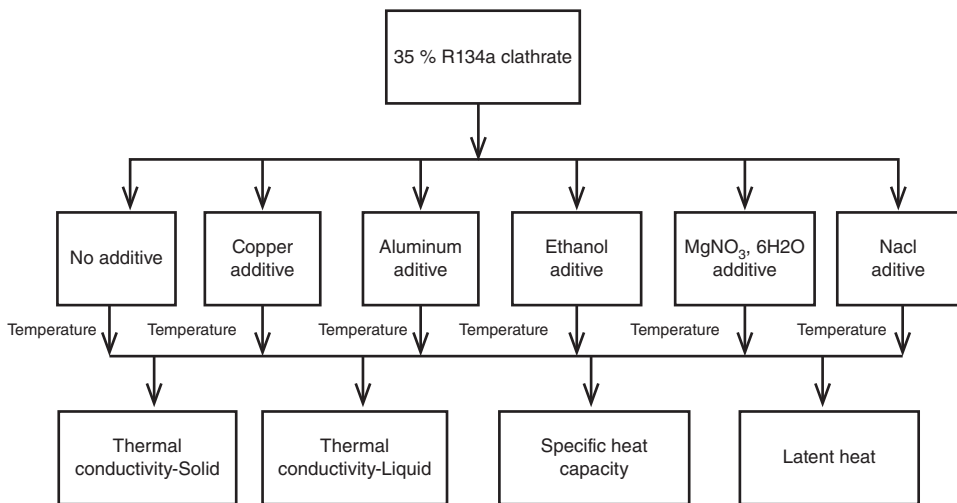 35 % R134a clathrate
No additive
Copper
additive
Aluminum
aditive
Ethanol
aditive
MgNO₃, 6H2O
additive
Nacl
aditive
Temperature
Temperature
Temperature
Temperature
Temperature
Temperature
Thermal
conductivity-Solid
Thermal
conductivity-Liquid
Specific heat
capacity
Latent heat